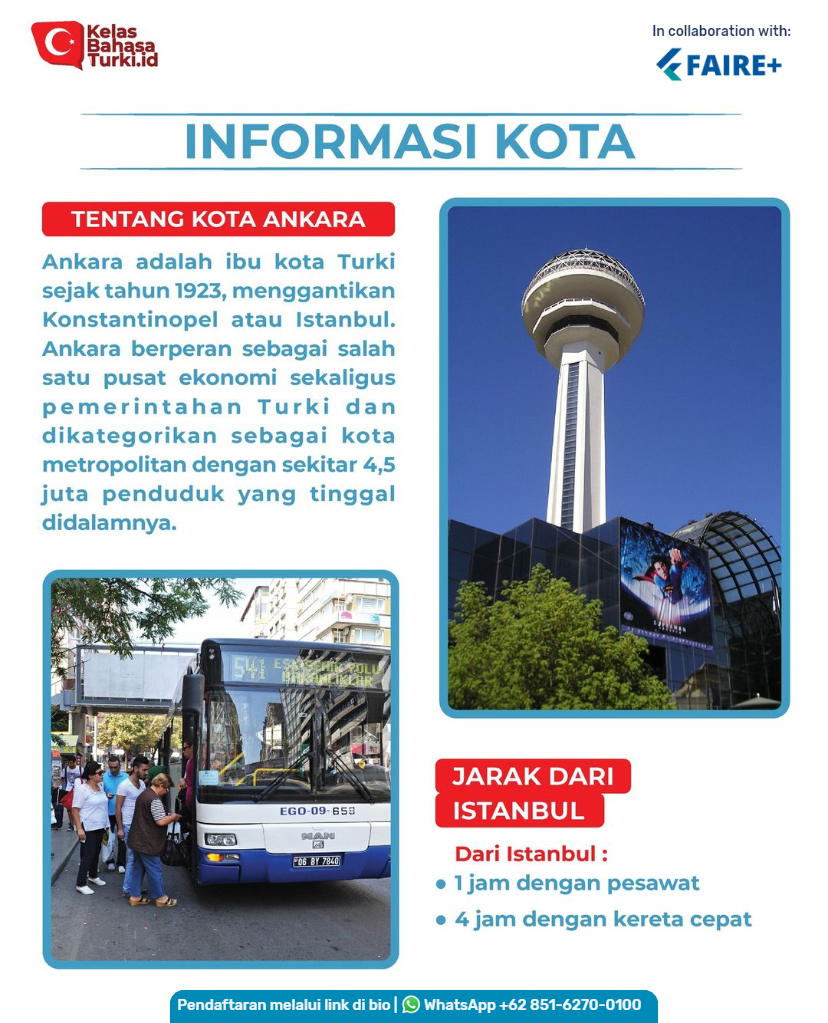 Kelas
Bahasa
Turki.id
In collaboration with:
FAIRE+
INFORMASI KOTA
TENTANG KOTA ANKARA
Ankara adalah ibu kota Turki
sejak tahun 1923, menggantikan
Konstantinopel atau Istanbul.
Ankara berperan sebagai salah
satu pusat ekonomi sekaligus
pemerintahan Turki dan
dikategorikan sebagai kota
metropolitan dengan sekitar 4,5
juta penduduk yang tinggal
didalamnya.
541 ESKISEHIR YOLU
BAKANLIKLAR
EGO-09-658
MAN
06 BY 7840
JARAK DARI
ISTANBUL
Dari Istanbul :
• 1 jam dengan pesawat
• 4 jam dengan kereta cepat
Pendaftaran melalui link di bio | WhatsApp +62 851-6270-0100